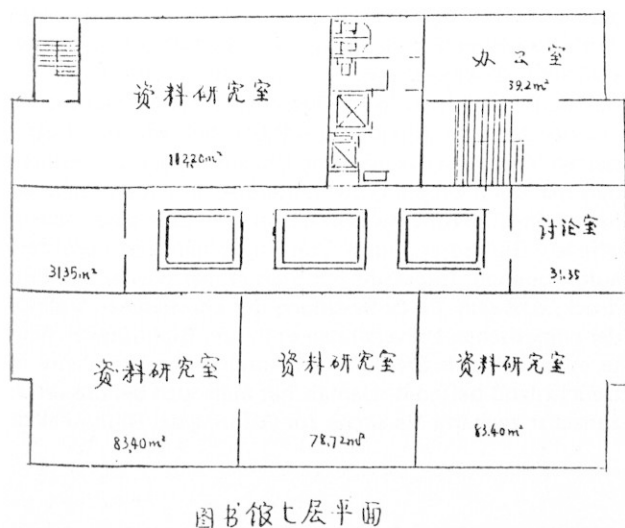 办公室
39.2m²
资料研究室
112.20m²
31.35m²
讨论室
31.35
资料研究室
83.40m²
资料研究室
78.72m²
资料研究室
83.40m²
图书馆七层平面